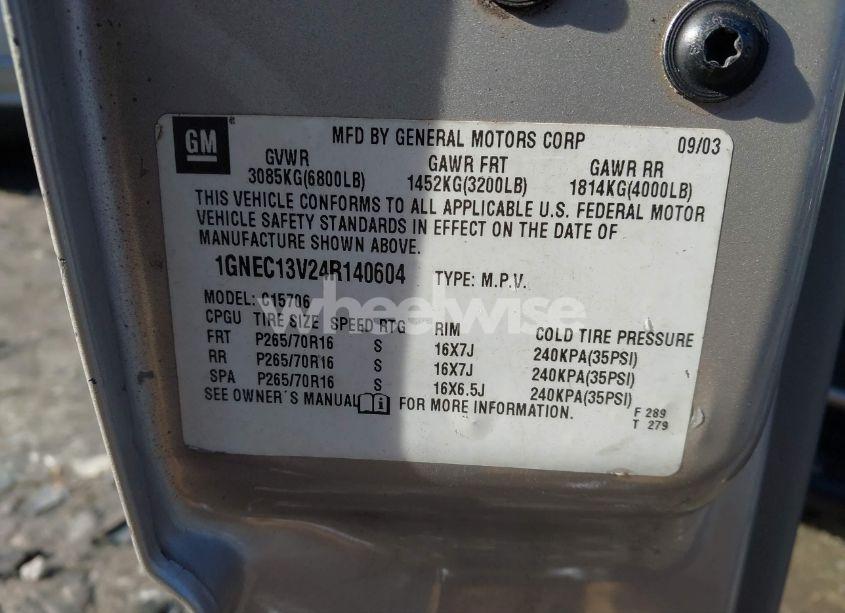 GM
MFD BY GENERAL MOTORS CORP 09/03
GVWR GAWR FRT GAWR RR
3085KG(6800LB) 1452KG(3200LB) 1814KG(4000LB)
THIS VEHICLE CONFORMS TO ALL APPLICABLE U.S. FEDERAL MOTOR
VEHICLE SAFETY STANDARDS IN EFFECT ON THE DATE OF
MANUFACTURE SHOWN ABOVE.
1GNEC13V24R140604 TYPE: M.P.V.
MODEL: C15706
wheelwise
CPGU TIRE SIZE SPEED RTG RIM COLD TIRE PRESSURE
FRT P265/70R16 S 16X7J 240KPA(35PSI)
RR P265/70R16 S 16X7J 240KPA(35PSI)
SPA P265/70R16 S 16X6.5J 240KPA(35PSI)
SEE OWNER'S MANUAL FOR MORE INFORMATION.
F 289
T 279